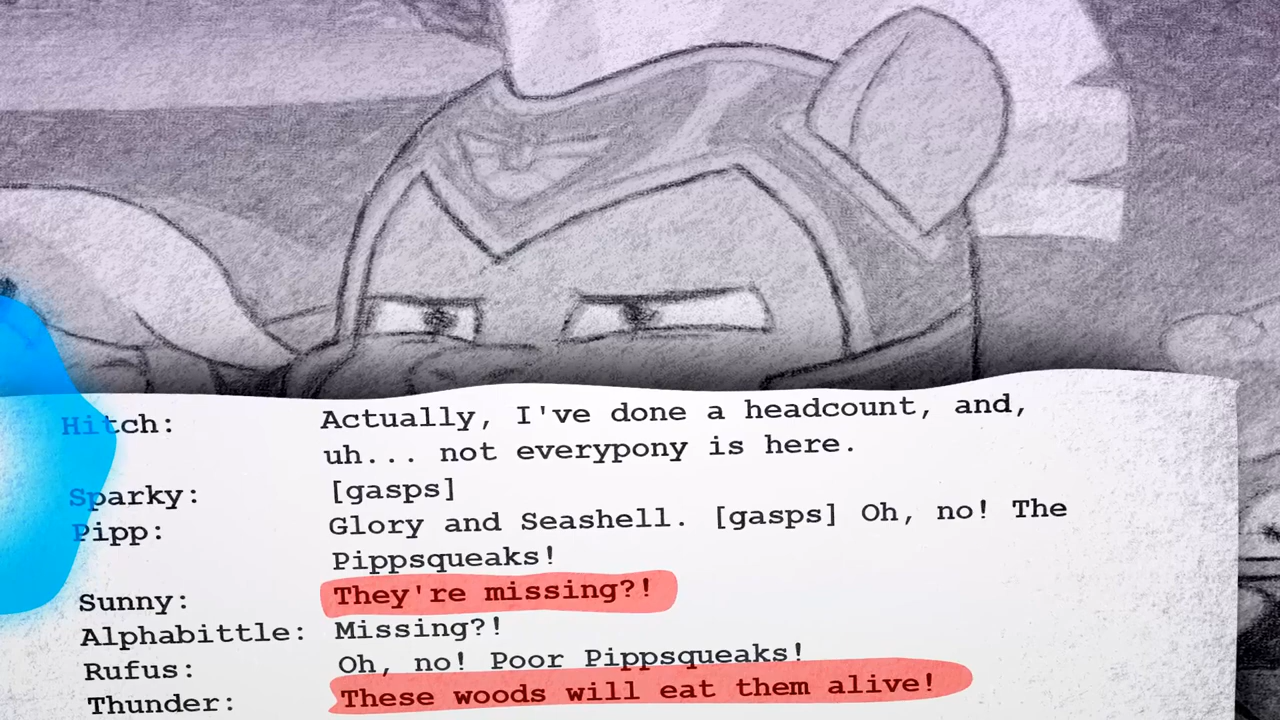 Hitch: Actually, I've done a headcount, and,
uh... not everypony is here.
Sparky: [gasps]
Pipp: Glory and Seashell. [gasps] Oh, no! The
Pippsqueaks!
Sunny: They're missing?!
Alphabittle: Missing?!
Rufus: Oh, no! Poor Pippsqueaks!
Thunder: These woods will eat them alive!